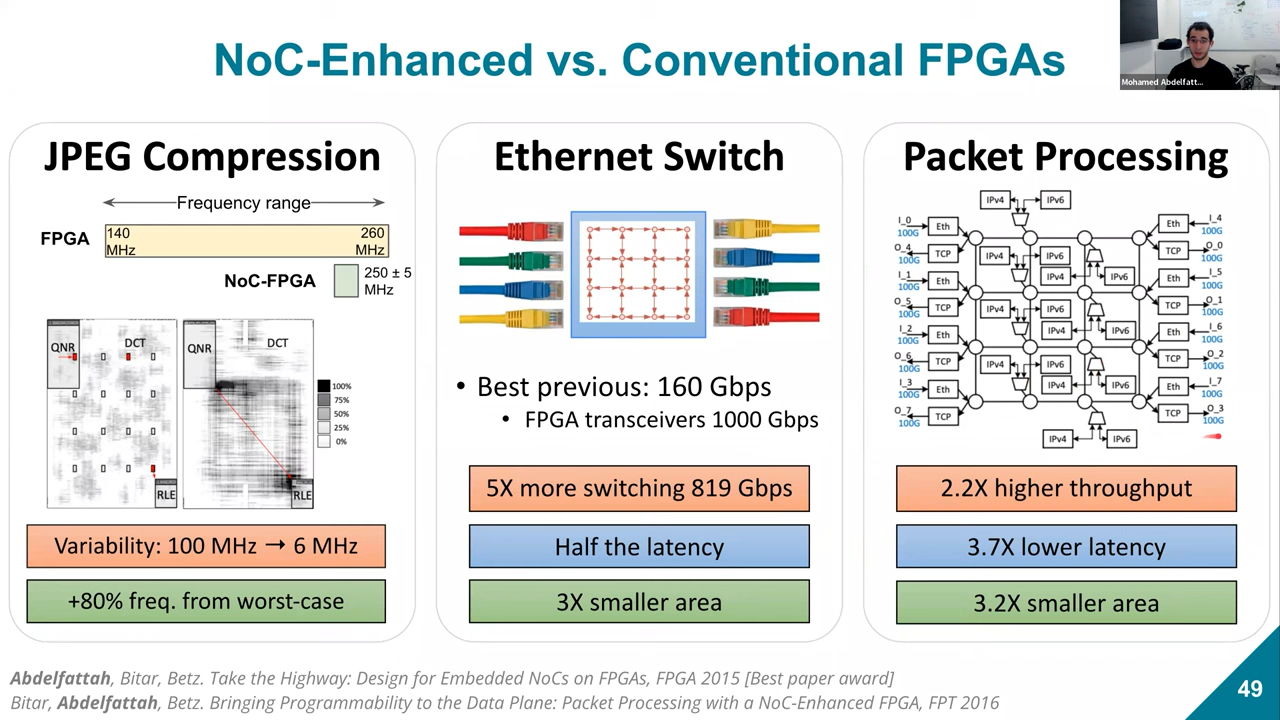 NoC-Enhanced vs. Conventional FPGAs
Mohamed Abdelfatt...
JPEG Compression
Frequency range
FPGA
140 MHz
260 MHz
NoC-FPGA
250 ± 5 MHz
QNR
DCT
RLE
QNR
DCT
RLE
100%
75%
50%
25%
0%
Variability: 100 MHz → 6 MHz
+80% freq. from worst-case
Ethernet Switch
• Best previous: 160 Gbps
• FPGA transceivers 1000 Gbps
5X more switching 819 Gbps
Half the latency
3X smaller area
Packet Processing
IPv4
IPv6
I_0
100G
Eth
O_4
100G
TCP
I_1
100G
Eth
O_5
100G
TCP
I_2
100G
Eth
O_6
100G
TCP
I_3
100G
Eth
O_7
100G
TCP
IPv4
IPv6
IPv4
IPv6
IPv4
IPv6
IPv4
IPv6
IPv4
IPv6
IPv4
IPv6
IPv4
IPv6
Eth
I_4
100G
TCP
O_0
100G
Eth
I_5
100G
TCP
O_1
100G
Eth
I_6
100G
TCP
O_2
100G
Eth
I_7
100G
TCP
O_3
100G
2.2X higher throughput
3.7X lower latency
3.2X smaller area
Abdelfattah, Bitar, Betz. Take the Highway: Design for Embedded NoCs on FPGAs, FPGA 2015 [Best paper award]
Bitar, Abdelfattah, Betz. Bringing Programmability to the Data Plane: Packet Processing with a NoC-Enhanced FPGA, FPT 2016
49